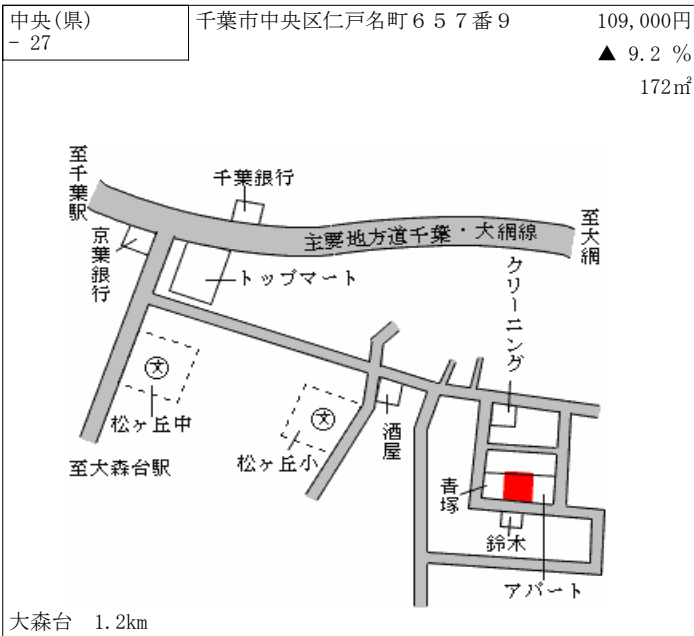 中央(県)
- 27
千葉市中央区仁戸名町６５７番９
109,000円
▲ 9.2 %
172㎡
至千葉駅
千葉銀行
京葉銀行
主要地方道千葉・大網線
至大網
トップマート
クリーニング
松ヶ丘中
松ヶ丘小
酒屋
至大森台駅
青塚
鈴木
アパート
文
文
大森台 1.2km